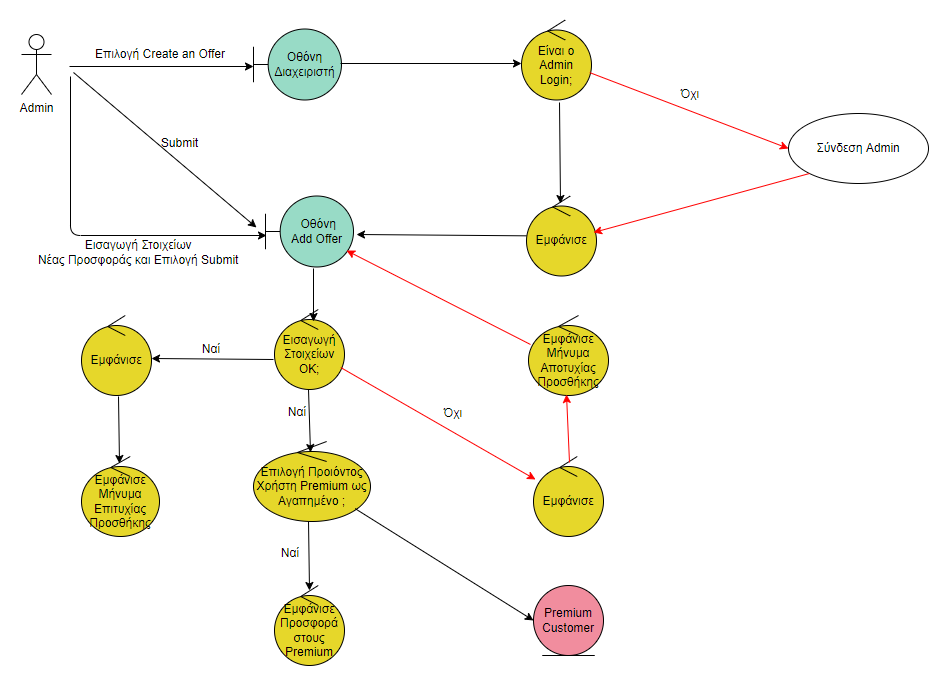 Επιλογή Create an Offer
Οθόνη
Διαχειριστή
Είναι ο
Admin
Login;
Όχι
Admin
Submit
Σύνδεση Admin
Οθόνη
Add Offer
Εμφάνισε
Εισαγωγή Στοιχείων
Νέας Προσφοράς και Επιλογή Submit
Εμφάνισε
Ναί
Εισαγωγή
Στοιχείων
ΟΚ;
Εμφάνισε
Μήνυμα
Αποτυχίας
Προσθήκης
Ναί
Όχι
Εμφάνισε
Μήνυμα
Επιτυχίας
Προσθήκης
Επιλογή Προιόντος
Χρήστη Premium ως
Αγαπημένο ;
Εμφάνισε
Ναί
Εμφάνισε
Προσφορά
στους
Premium
Premium
Customer